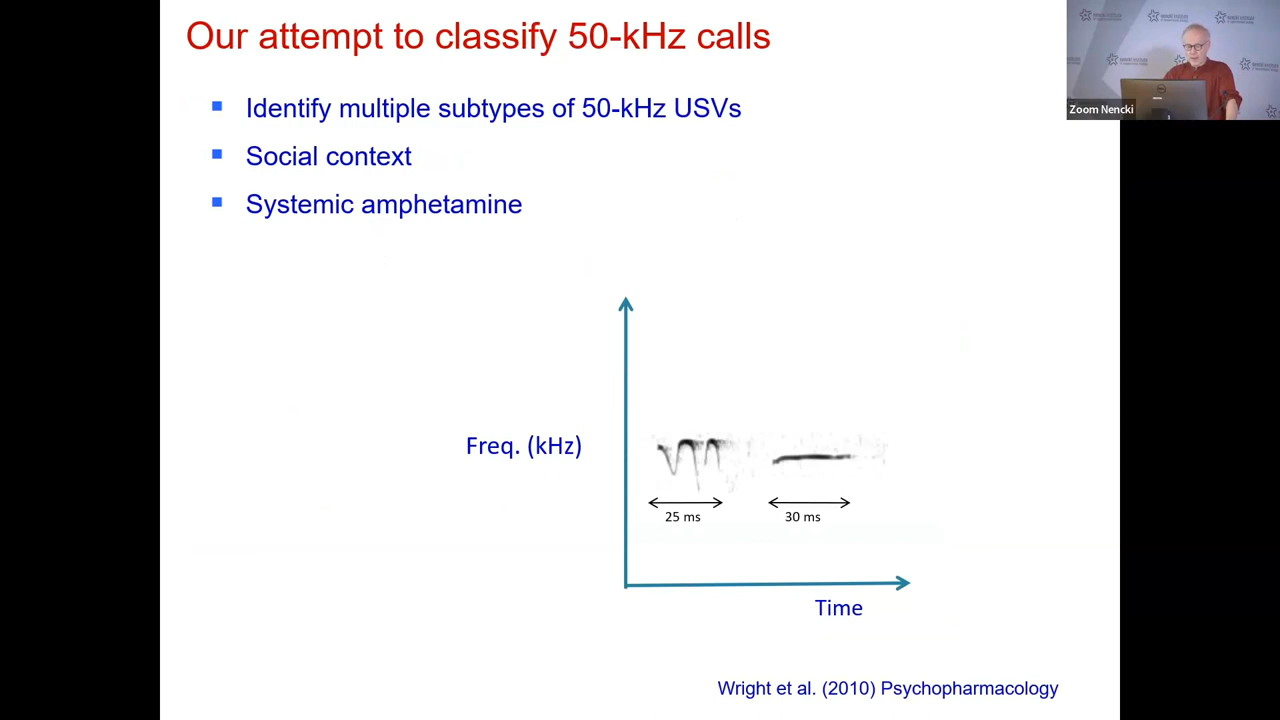 Our attempt to classify 50-kHz calls
Identify multiple subtypes of 50-kHz USVs
Social context
Systemic amphetamine
Freq. (kHz)
25 ms
30 ms
Time
Wright et al. (2010) Psychopharmacology
Zoom Nencki